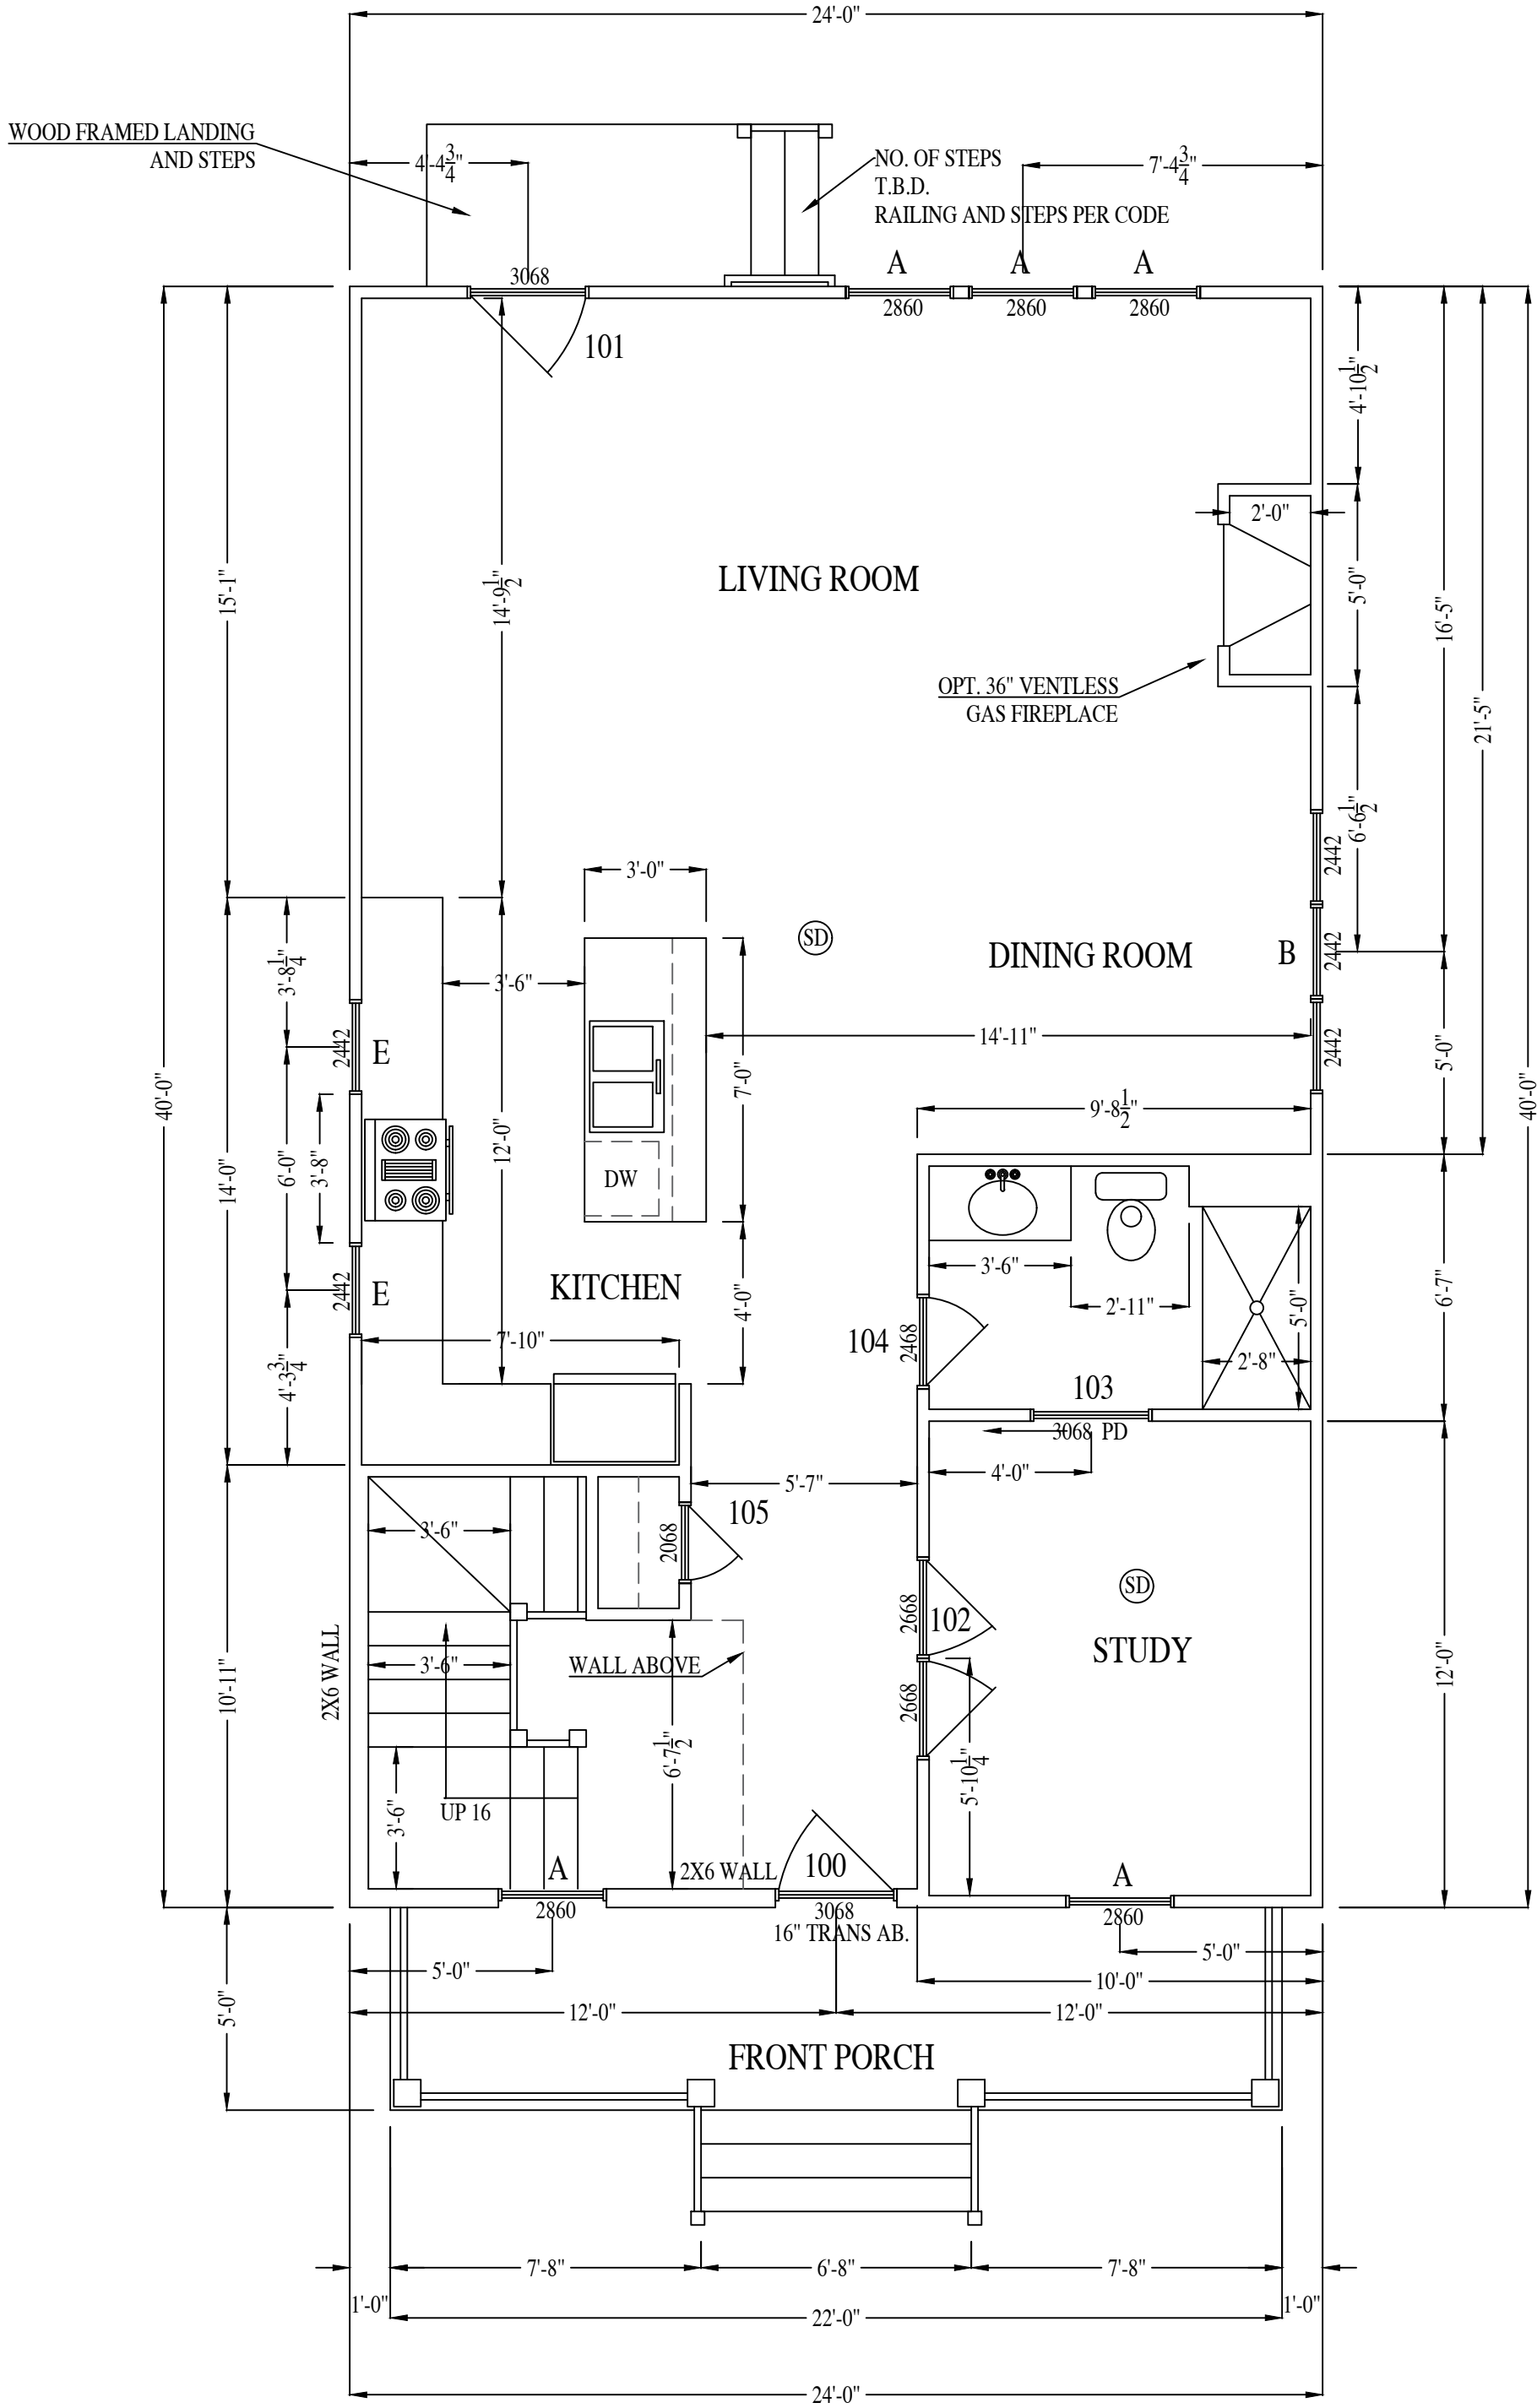 24'-0"
WOOD FRAMED LANDING
AND STEPS
4'-4 3/4"
NO. OF STEPS
T.B.D.
RAILING AND STEPS PER CODE
7'-4 3/4"
A A A
3068
2860 2860 2860
101
4'-10 1/2"
2'-0"
15'-1"
14'-9 1/2"
LIVING ROOM
5'-0"
16'-5"
OPT. 36" VENTLESS
GAS FIREPLACE
21'-5"
6'-6 1/2"
2442
3'-0"
SD
DINING ROOM
B
2442
3'-8 1/4"
3'-6"
14'-11"
2442
2442
E
7'-0"
5'-0"
40'-0"
40'-0"
9'-8 1/2"
14'-0"
6'-0"
3'-8"
12'-0"
DW
3'-6"
2'-11"
5'-0"
6'-7"
2442
E
KITCHEN
4'-0"
7'-10"
104
2468
2'-8"
4'-3 3/4"
103
3068 PD
4'-0"
5'-7"
105
2068
3'-6"
SD
2668
102
STUDY
2X6 WALL
3'-6"
WALL ABOVE
10'-11"
12'-0"
2668
6'-7 1/2"
5'-10 1/4"
3'-6"
UP 16
A
2X6 WALL
100
A
2860
3068
16" TRANS AB.
2860
5'-0"
5'-0"
10'-0"
5'-0"
12'-0"
12'-0"
FRONT PORCH
7'-8"
6'-8"
7'-8"
1'-0"
22'-0"
1'-0"
24'-0"